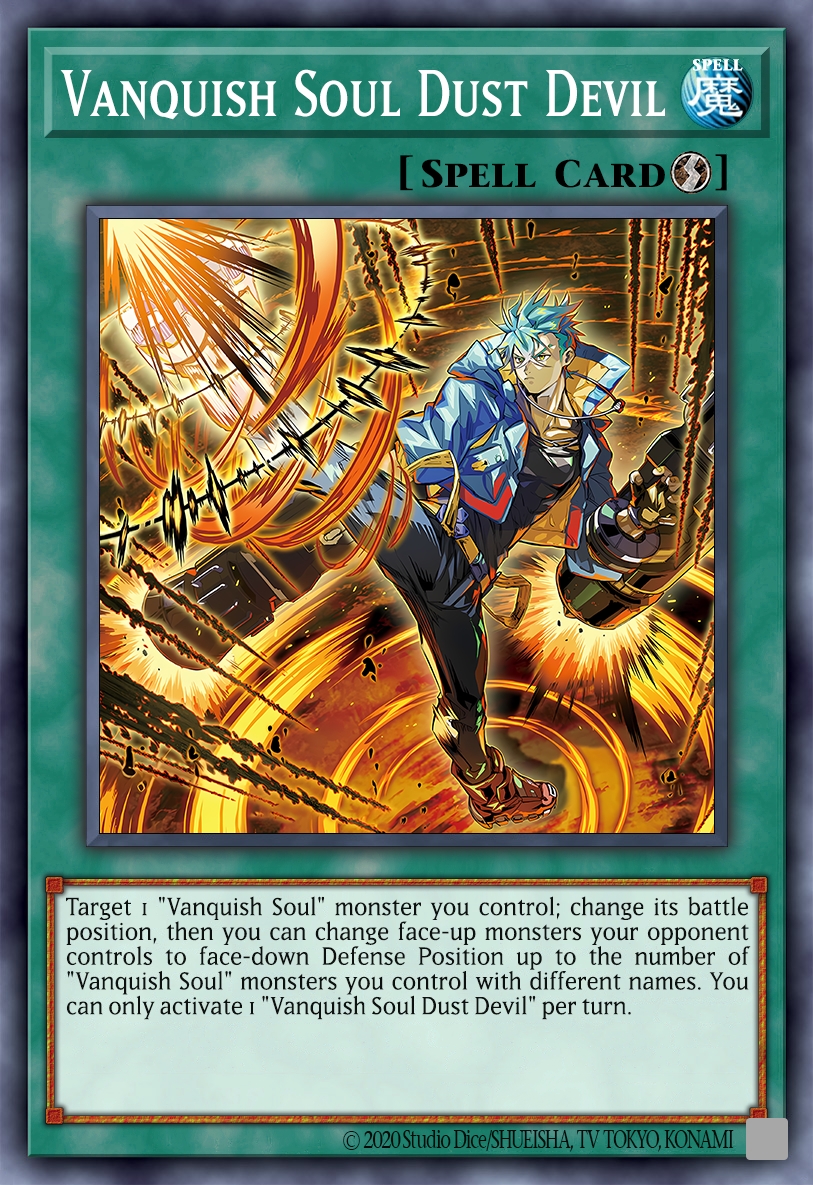 VANQUISH SOUL DUST DEVIL
SPELL
魔
[SPELL CARD]
Target 1 "Vanquish Soul" monster you control; change its battle
position, then you can change face-up monsters your opponent
controls to face-down Defense Position up to the number of
"Vanquish Soul" monsters you control with different names. You
can only activate 1 "Vanquish Soul Dust Devil" per turn.
© 2020 Studio Dice/SHUEISHA, TV TOKYO, KONAMI